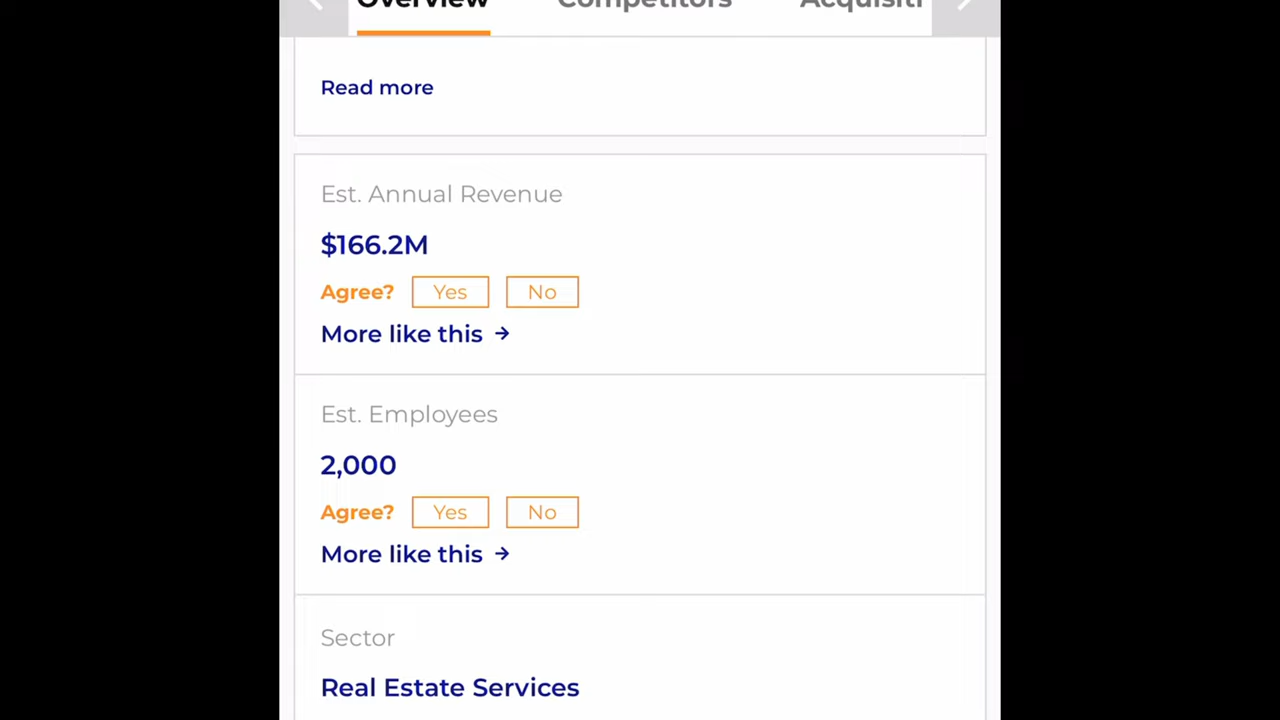 Overview Competitors Acquisiti
Read more
Est. Annual Revenue
$166.2M
Agree? Yes No
More like this →
Est. Employees
2,000
Agree? Yes No
More like this →
Sector
Real Estate Services